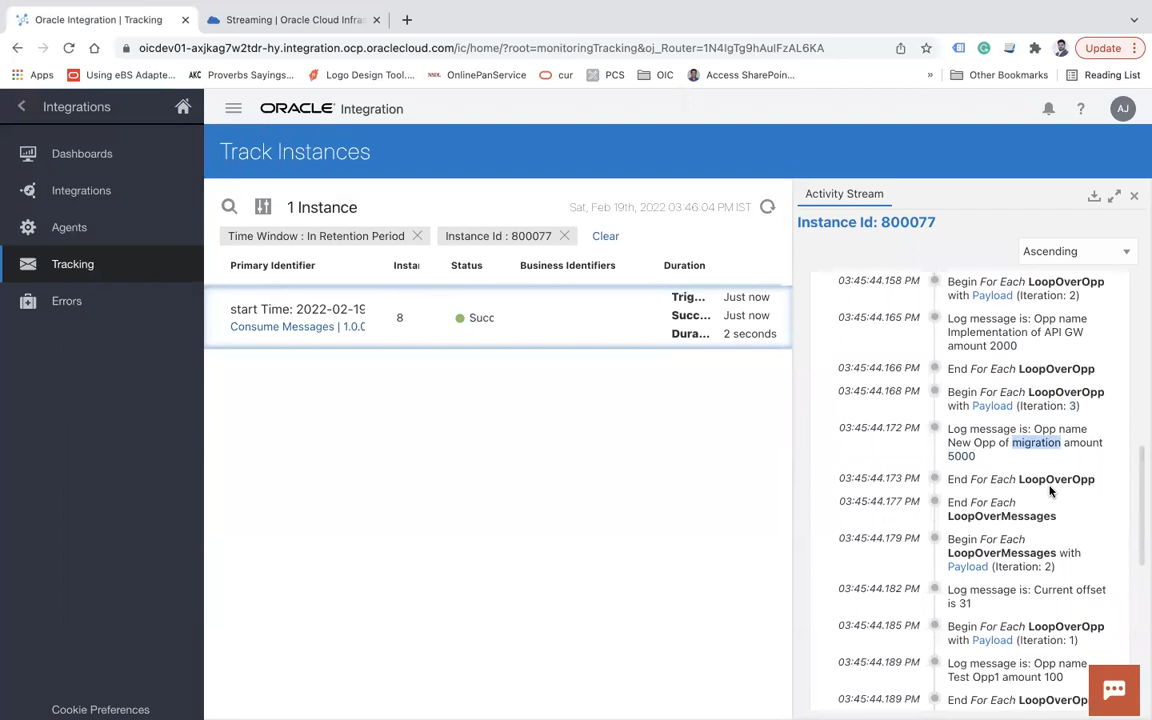 Oracle Integration | Tracking
Streaming | Oracle Cloud Infra
oicdev01-axjkag7w2tdr-hy.integration.ocp.oraclecloud.com/ic/home/?root=monitoringTracking&oj_Router=1N4IgTg9hAuIFzAL6KA
Update
Apps
Using eBS Adapte...
AKC Proverbs Sayings...
Logo Design Tool....
OnlinePanService
cur
PCS
OIC
Access SharePoin...
»
Other Bookmarks
Reading List
Integrations
ORACLE Integration
AJ
Dashboards
Integrations
Agents
Tracking
Errors
Cookie Preferences
Track Instances
1 Instance
Sat, Feb 19th, 2022 03:46:04 PM IST
Time Window : In Retention Period
Instance Id : 800077
Clear
Primary Identifier Insta Status Business Identifiers Duration
start Time: 2022-02-19
Consume Messages | 1.0.0
8
Succ
Trig... Just now
Succ... Just now
Dura... 2 seconds
Activity Stream
Instance Id: 800077
Ascending
03:45:44.158 PM Begin For Each LoopOverOpp
with Payload (Iteration: 2)
03:45:44.165 PM Log message is: Opp name
Implementation of API GW
amount 2000
03:45:44.166 PM End For Each LoopOverOpp
03:45:44.168 PM Begin For Each LoopOverOpp
with Payload (Iteration: 3)
03:45:44.172 PM Log message is: Opp name
New Opp of migration amount
5000
03:45:44.173 PM End For Each LoopOverOpp
03:45:44.177 PM End For Each
LoopOverMessages
03:45:44.179 PM Begin For Each
LoopOverMessages with
Payload (Iteration: 2)
03:45:44.182 PM Log message is: Current offset
is 31
03:45:44.185 PM Begin For Each LoopOverOpp
with Payload (Iteration: 1)
03:45:44.189 PM Log message is: Opp name
Test Opp1 amount 100
03:45:44.189 PM End For Each LoopOverOp